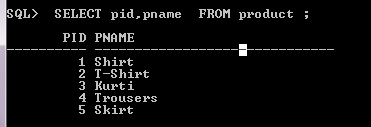 SQL>  SELECT pid,pname  FROM product ;
       PID PNAME
---------- ------------------------------
         1 Shirt
         2 T-Shirt
         3 Kurti
         4 Trousers
         5 Skirt